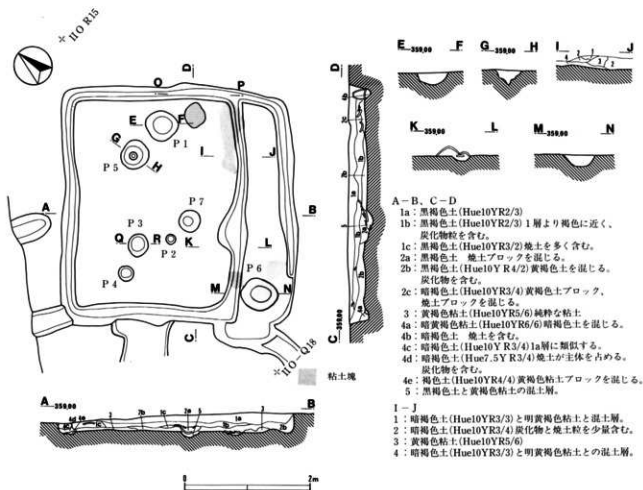 II O R15
D
O
P
E
F
P 1
G
H
P 5
I
J
A
B
P 7
P 3
Q
R
P 2
K
L
P 4
P 6
M
N
C
II O-Q18
粘土塊
A
359,00
B
0
2m
D
C
359,00
E
359,00
F
G
359,00
H
I
J
4
2
1
3
2
K
359,00
L
M
359,00
N
A－B、C－D
1a：黒褐色土(Hue10YR2/3)
1b：黒褐色土(Hue10YR2/3) 1層より褐色に近く、
炭化物粒を含む。
1c：黒褐色土(Hue10YR3/2)焼土を多く含む。
2a：黒褐色土 焼土ブロックを混じる。
2b：黒褐色土(Hue10Y R4/2)黄褐色土を混じる。
炭化物を含む。
2c：暗褐色土(Hue10YR3/4)黄褐色土ブロック，
焼土ブロックを混じる。
3：黄褐色粘土(Hue10YR5/6)純粋な粘土
4a：暗黄褐色粘土(Hue10YR6/6)暗褐色土を混じる。
4b：暗褐色土 焼土を含む。
4c：暗褐色土(Hue10Y R3/4)1a層に類似する。
4d：暗褐色土(Hue7.5Y R3/4)焼土が主体を占める。
炭化物を含む。
4e：褐色土(Hue10YR4/4)黄褐色粘土ブロックを混じる。
5：黒褐色土と黄褐色土の混土層。
I－J
1：暗褐色土(Hue10YR3/3)と明黄褐色粘土と混土層。
2：暗褐色土(Hue10YR3/4)炭化物と焼土粒を少量含む。
3：黄褐色粘土(Hue10YR5/6)
4：暗褐色土(Hue10YR3/3)と明黄褐色粘土との混土層。